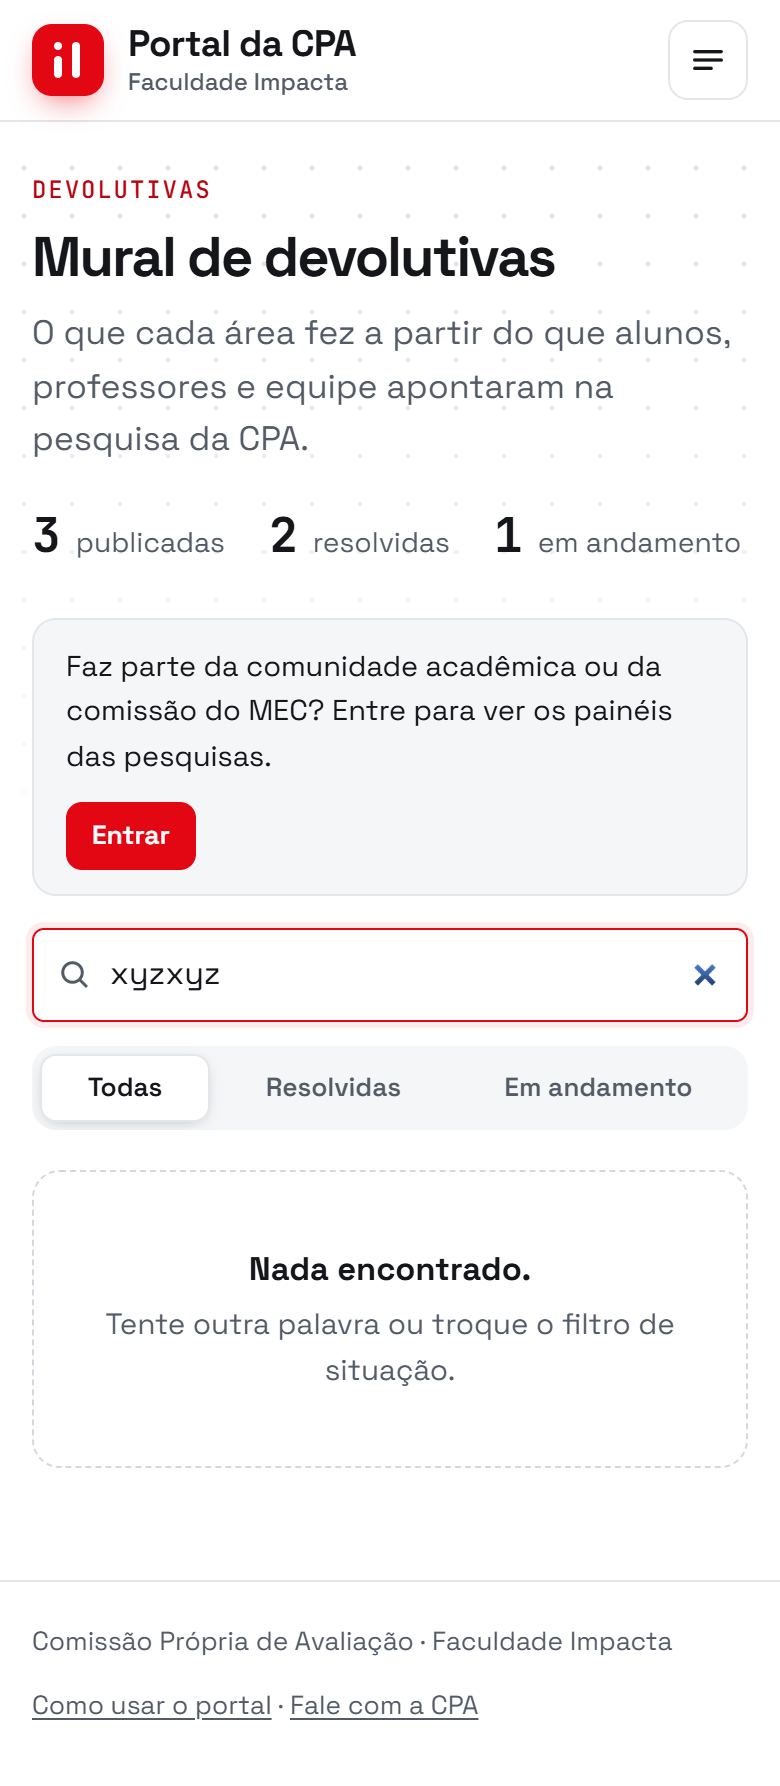 Portal da CPA
Faculdade Impacta
DEVOLUTIVAS
Mural de devolutivas
O que cada área fez a partir do que alunos,
professores e equipe apontaram na
pesquisa da CPA.
3 publicadas 2 resolvidas 1 em andamento
Faz parte da comunidade acadêmica ou da
comissão do MEC? Entre para ver os painéis
das pesquisas.
Entrar
xyzxyz
Todas Resolvidas Em andamento
Nada encontrado.
Tente outra palavra ou troque o filtro de
situação.
Comissão Própria de Avaliação · Faculdade Impacta
Como usar o portal · Fale com a CPA